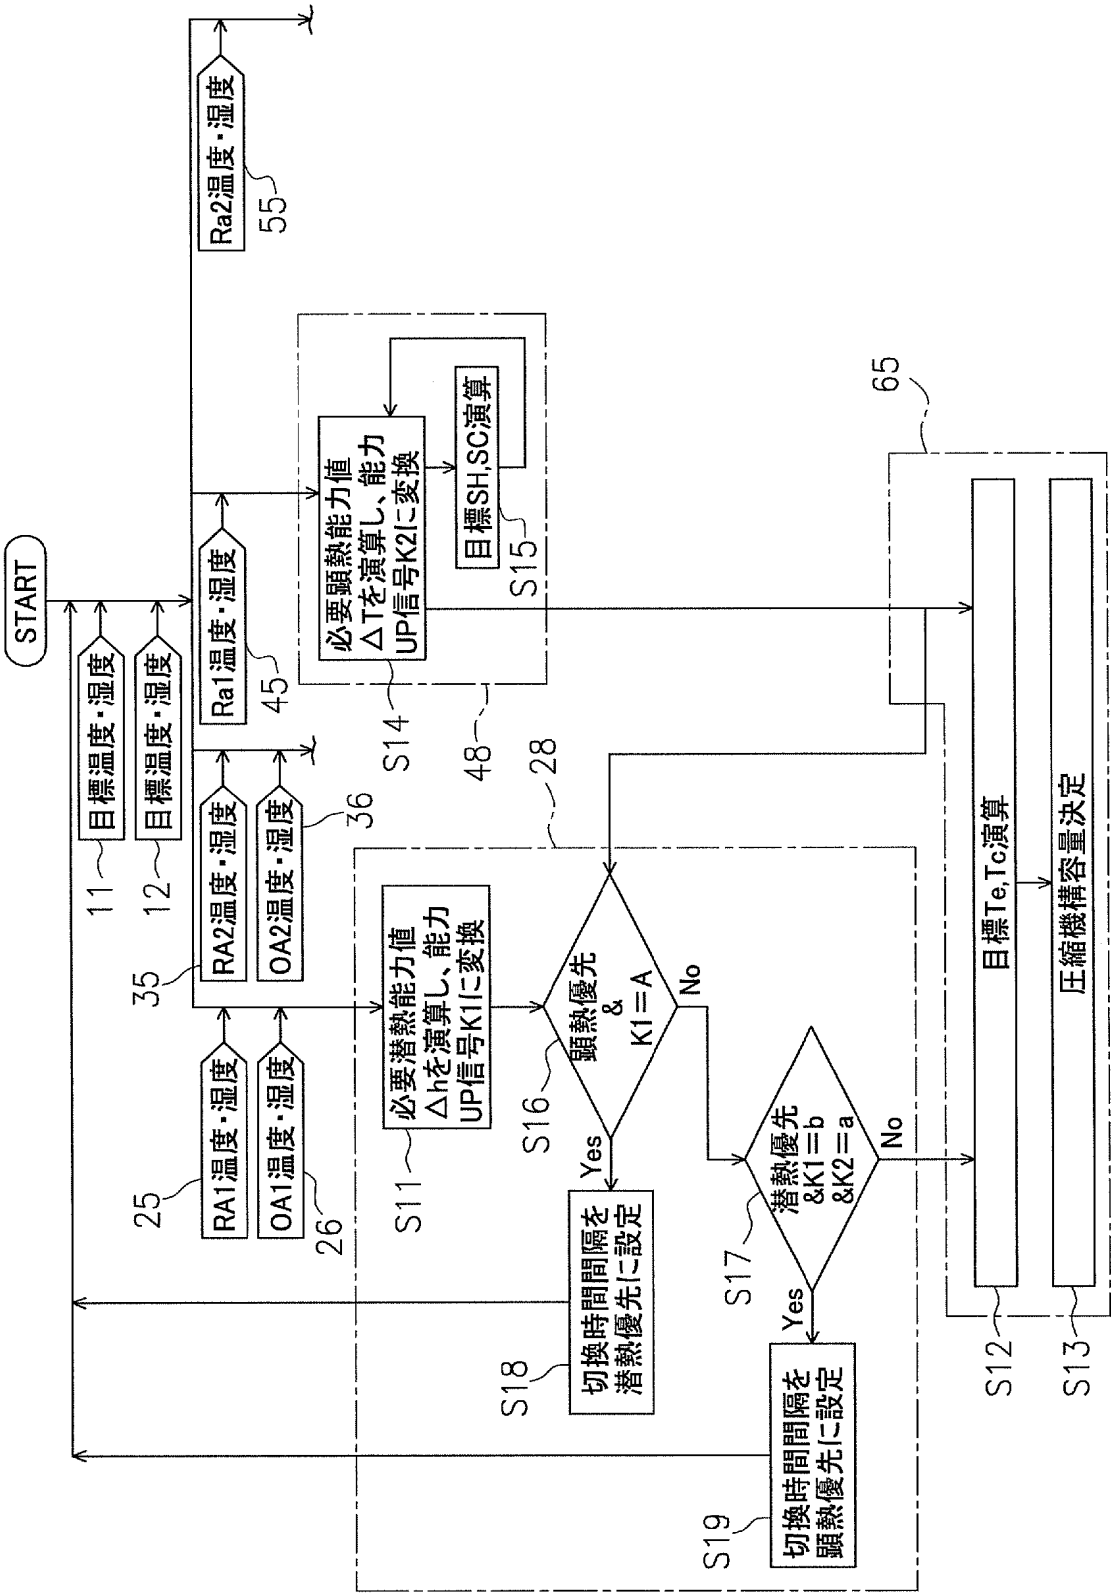 START
11
目標温度・湿度
12
目標温度・湿度
25
RA1温度・湿度
26
OA1温度・湿度
35
RA2温度・湿度
36
OA2温度・湿度
45
Ra1温度・湿度
55
Ra2温度・湿度
S11
必要潜熱能力値
△hを演算し、能力
UP信号K1に変換
S14
必要顕熱能力値
△Tを演算し、能力
UP信号K2に変換
S15
目標SH,SC演算
48
28
S16
顕熱優先
&
K1=A
Yes
No
S18
切換時間間隔を
潜熱優先に設定
S17
潜熱優先
&K1=b
&K2=a
Yes
No
S19
切換時間間隔を
顕熱優先に設定
65
S12
目標Te,Tc演算
S13
圧縮機構容量決定